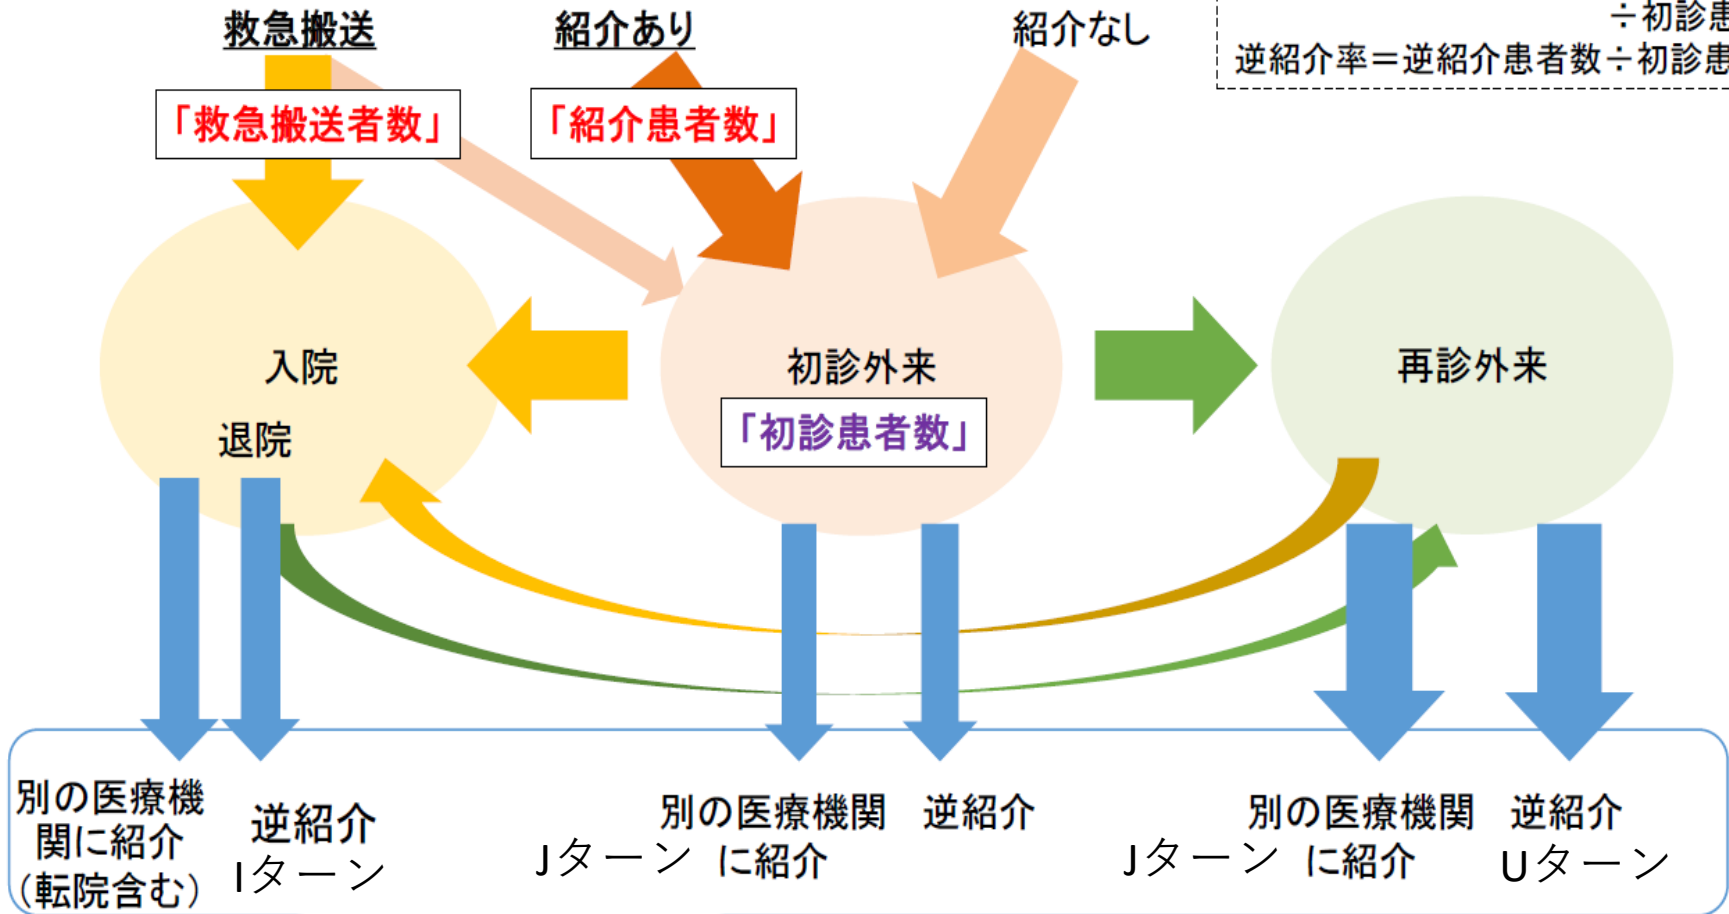 救急搬送
紹介あり
紹介なし
÷初診患
逆紹介率＝逆紹介患者数÷初診患
「救急搬送者数」
「紹介患者数」
入院
退院
初診外来
「初診患者数」
再診外来
別の医療機
関に紹介
（転院含む）
逆紹介
Iターン
Jターン
別の医療機関
に紹介
逆紹介
Jターン
別の医療機関
に紹介
逆紹介
Uターン